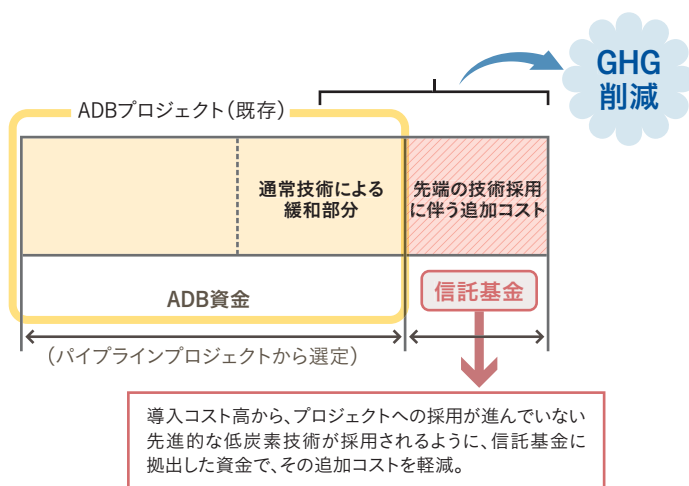 GHG
削減
ADBプロジェクト（既存）
通常技術による
緩和部分
先端の技術採用
に伴う追加コスト
ADB資金
信託基金
（パイプラインプロジェクトから選定）
導入コスト高から、プロジェクトへの採用が進んでいない
先進的な低炭素技術が採用されるように、信託基金に
拠出した資金で、その追加コストを軽減。